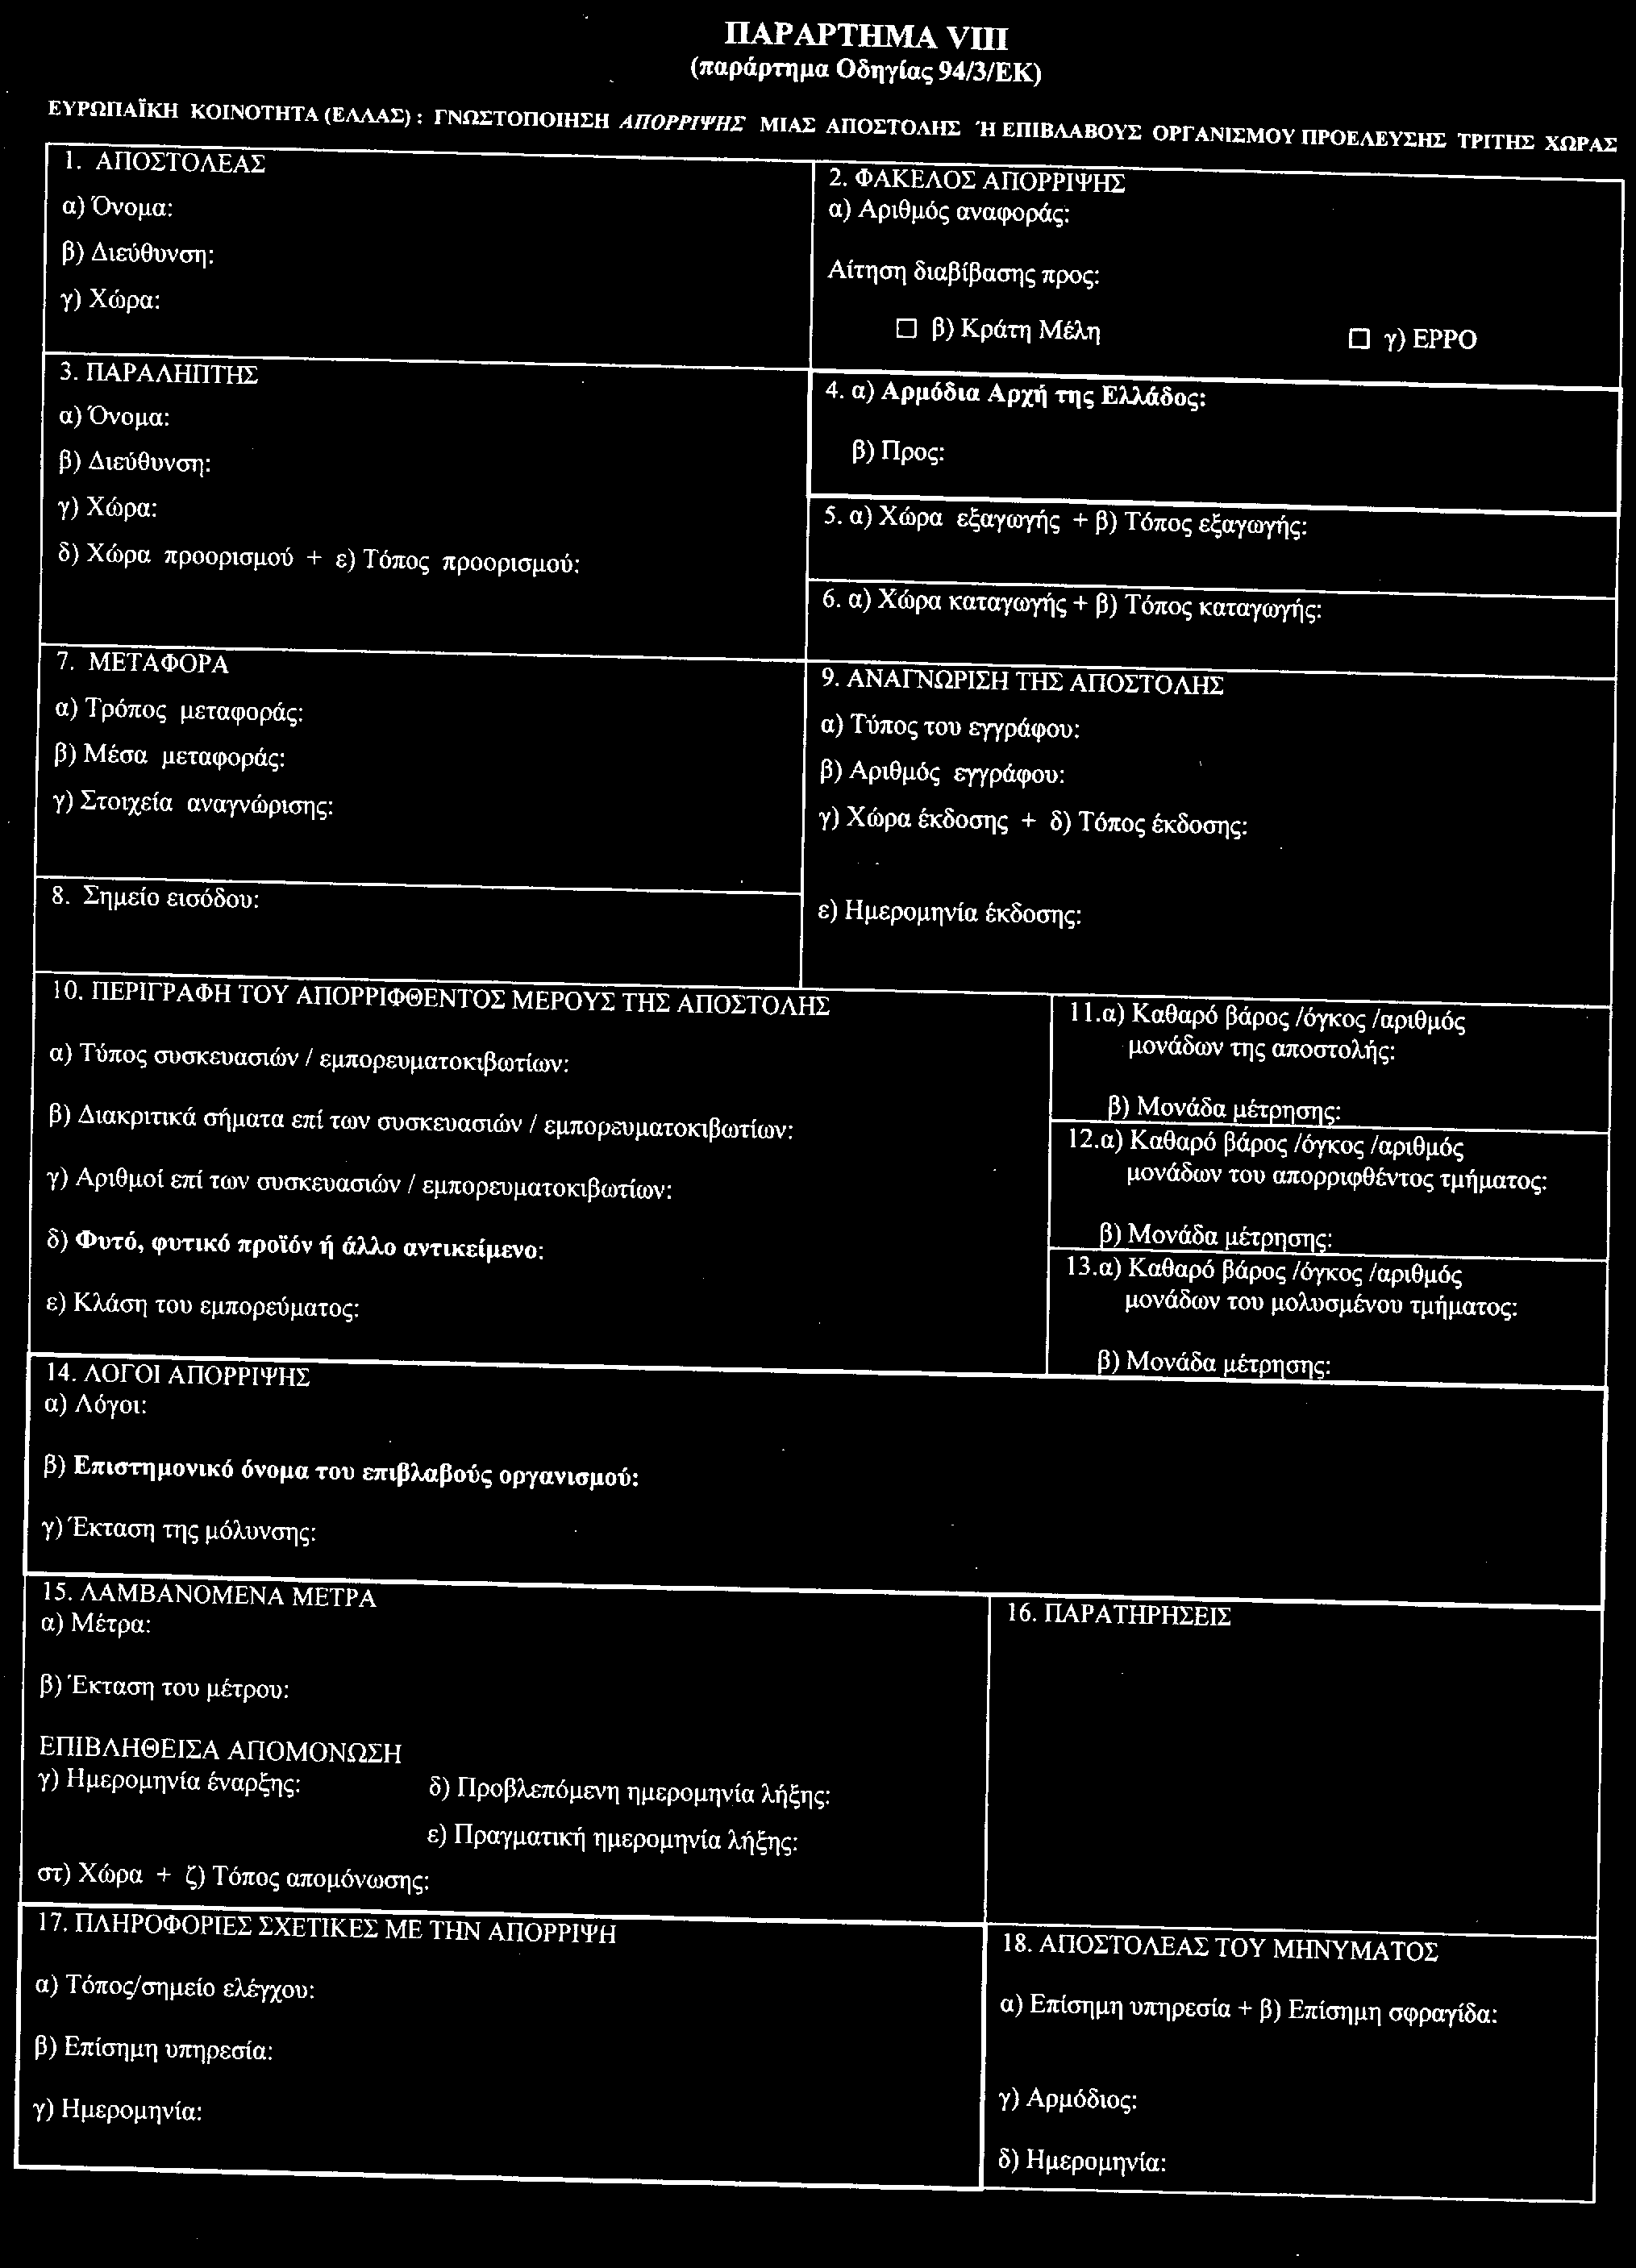 ΠΑΡΑΡΤΗΜΑ VIII
(παράρτημα Οδηγίας 94/3/ΕΚ)
ΕΥΡΩΠΑΪΚΗ ΚΟΙΝΟΤΗΤΑ (ΕΛΛΑΣ) : ΓΝΩΣΤΟΠΟΙΗΣΗ ΑΠΟΡΡΙΨΗΣ ΜΙΑΣ ΑΠΟΣΤΟΛΗΣ Ή ΕΠΙΒΛΑΒΟΥΣ ΟΡΓΑΝΙΣΜΟΥ ΠΡΟΕΛΕΥΣΗΣ ΤΡΙΤΗΣ ΧΩΡΑΣ
1. ΑΠΟΣΤΟΛΕΑΣ
α) Όνομα:
β) Διεύθυνση:
γ) Χώρα:
2. ΦΑΚΕΛΟΣ ΑΠΟΡΡΙΨΗΣ
α) Αριθμός αναφοράς:
Αίτηση διαβίβασης προς:
☐ β) Κράτη Μέλη ☐ γ) EPPO
3. ΠΑΡΑΛΗΠΤΗΣ
α) Όνομα:
β) Διεύθυνση:
γ) Χώρα:
δ) Χώρα προορισμού + ε) Τόπος προορισμού:
4. α) Αρμόδια Αρχή της Ελλάδος:
β) Προς:
5. α) Χώρα εξαγωγής + β) Τόπος εξαγωγής:
6. α) Χώρα καταγωγής + β) Τόπος καταγωγής:
7. ΜΕΤΑΦΟΡΑ
α) Τρόπος μεταφοράς:
β) Μέσα μεταφοράς:
γ) Στοιχεία αναγνώρισης:
8. Σημείο εισόδου:
9. ΑΝΑΓΝΩΡΙΣΗ ΤΗΣ ΑΠΟΣΤΟΛΗΣ
α) Τύπος του εγγράφου:
β) Αριθμός εγγράφου:
γ) Χώρα έκδοσης + δ) Τόπος έκδοσης:
ε) Ημερομηνία έκδοσης:
10. ΠΕΡΙΓΡΑΦΗ ΤΟΥ ΑΠΟΡΡΙΦΘΕΝΤΟΣ ΜΕΡΟΥΣ ΤΗΣ ΑΠΟΣΤΟΛΗΣ
α) Τύπος συσκευασιών / εμπορευματοκιβωτίων:
β) Διακριτικά σήματα επί των συσκευασιών / εμπορευματοκιβωτίων:
γ) Αριθμοί επί των συσκευασιών / εμπορευματοκιβωτίων:
δ) Φυτό, φυτικό προϊόν ή άλλο αντικείμενο:
ε) Κλάση του εμπορεύματος:
11.α) Καθαρό βάρος /όγκος /αριθμός
μονάδων της αποστολής:
β) Μονάδα μέτρησης:
12.α) Καθαρό βάρος /όγκος /αριθμός
μονάδων του απορριφθέντος τμήματος:
β) Μονάδα μέτρησης:
13.α) Καθαρό βάρος /όγκος /αριθμός
μονάδων του μολυσμένου τμήματος:
β) Μονάδα μέτρησης:
14. ΛΟΓΟΙ ΑΠΟΡΡΙΨΗΣ
α) Λόγοι:
β) Επιστημονικό όνομα του επιβλαβούς οργανισμού:
γ) Έκταση της μόλυνσης:
15. ΛΑΜΒΑΝΟΜΕΝΑ ΜΕΤΡΑ
α) Μέτρα:
β) Έκταση του μέτρου:
ΕΠΙΒΛΗΘΕΙΣΑ ΑΠΟΜΟΝΩΣΗ
γ) Ημερομηνία έναρξης: δ) Προβλεπόμενη ημερομηνία λήξης:
ε) Πραγματική ημερομηνία λήξης:
στ) Χώρα + ζ) Τόπος απομόνωσης:
16. ΠΑΡΑΤΗΡΗΣΕΙΣ
17. ΠΛΗΡΟΦΟΡΙΕΣ ΣΧΕΤΙΚΕΣ ΜΕ ΤΗΝ ΑΠΟΡΡΙΨΗ
α) Τόπος/σημείο ελέγχου:
β) Επίσημη υπηρεσία:
γ) Ημερομηνία:
18. ΑΠΟΣΤΟΛΕΑΣ ΤΟΥ ΜΗΝΥΜΑΤΟΣ
α) Επίσημη υπηρεσία + β) Επίσημη σφραγίδα:
γ) Αρμόδιος:
δ) Ημερομηνία: